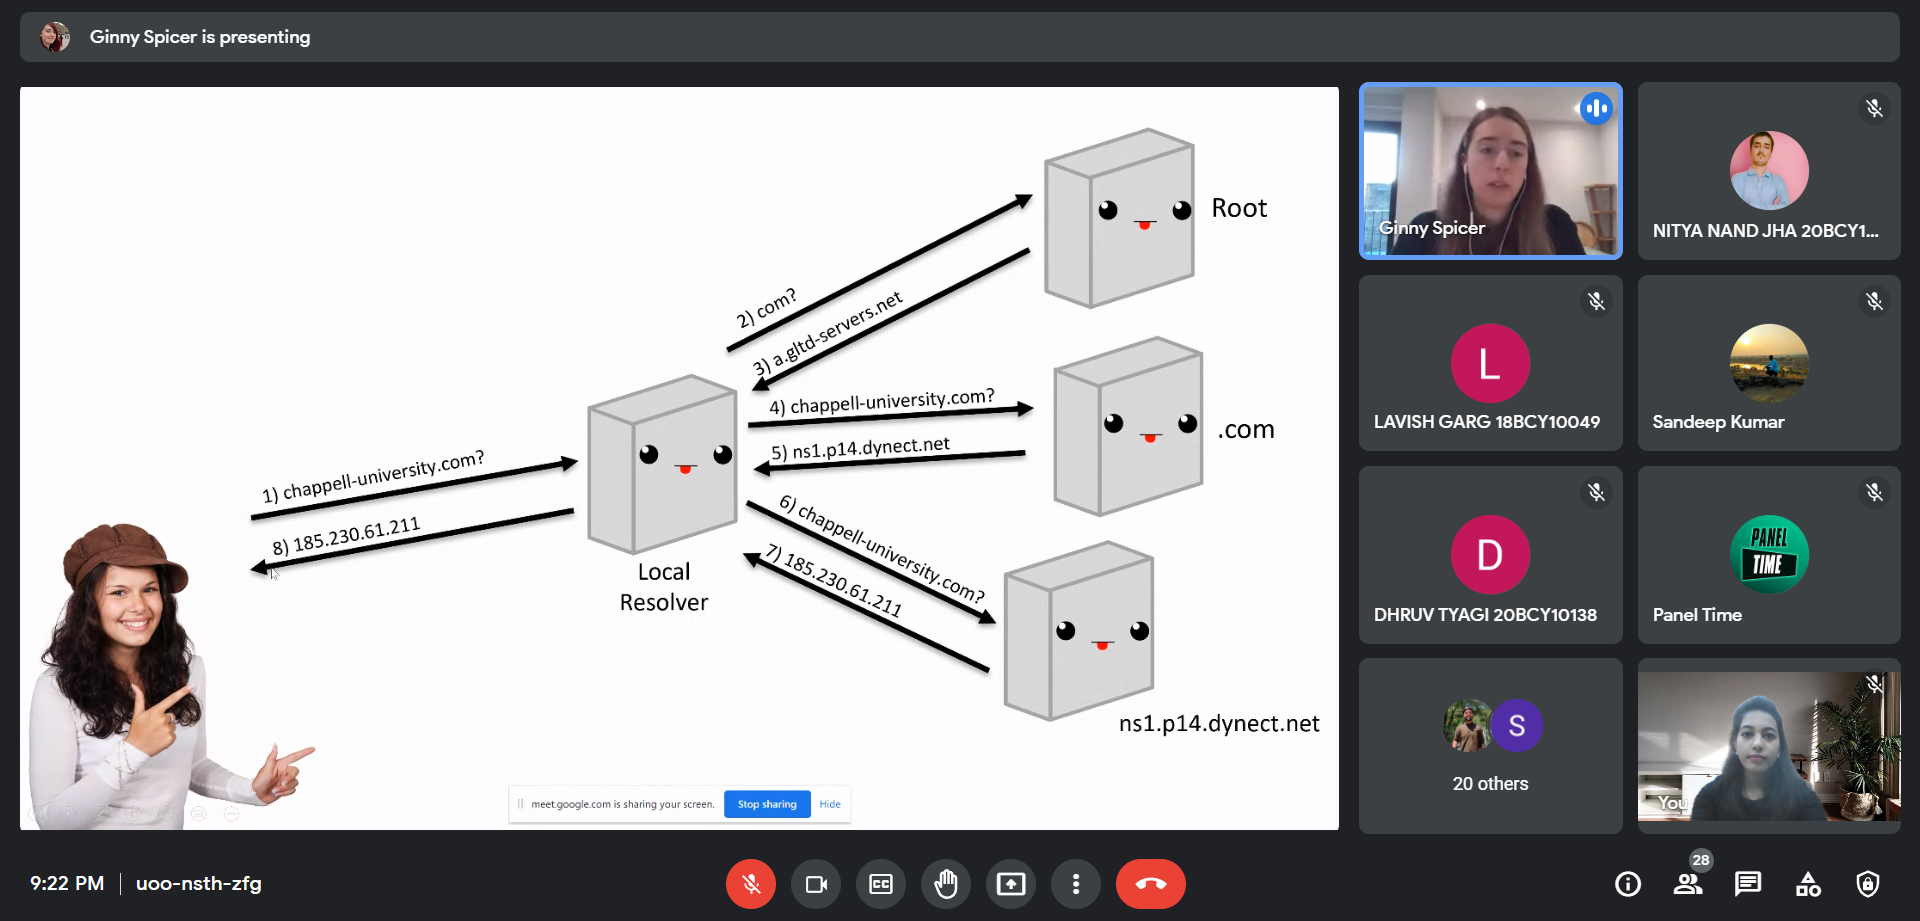 Ginny Spicer is presenting
Root
2) com?
3) a.gltd-servers.net
4) chappell-university.com?
.com
5) ns1.p14.dynect.net
1) chappell-university.com?
8) 185.230.61.211
6) chappell-university.com?
7) 185.230.61.211
Local
Resolver
ns1.p14.dynect.net
meet.google.com is sharing your screen.
Stop sharing
Hide
Ginny Spicer
NITYA NAND JHA 20BCY1...
LAVISH GARG 18BCY10049
Sandeep Kumar
L
D
PANEL
TIME
DHRUV TYAGI 20BCY10138
Panel Time
S
20 others
You
9:22 PM
uoo-nsth-zfg
CC
28